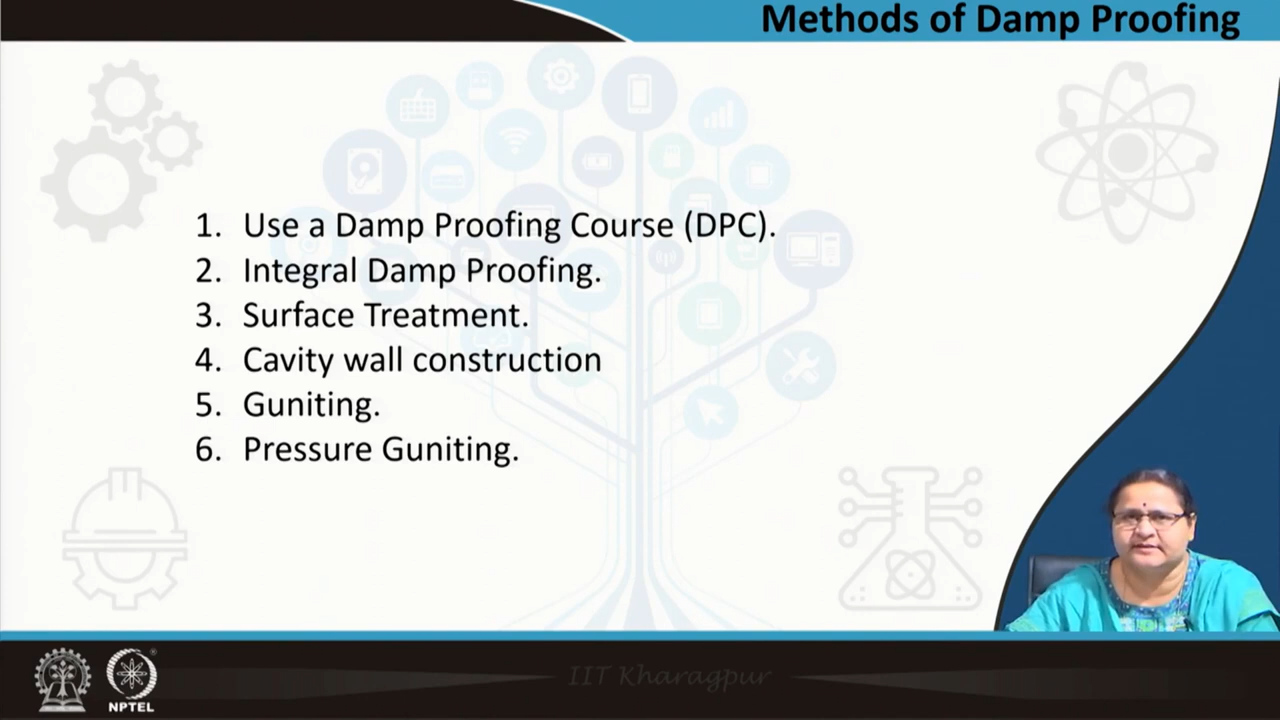 Methods of Damp Proofing
1. Use a Damp Proofing Course (DPC).
2. Integral Damp Proofing.
3. Surface Treatment.
4. Cavity wall construction
5. Guniting.
6. Pressure Guniting.
IIT Kharagpur
NPTEL